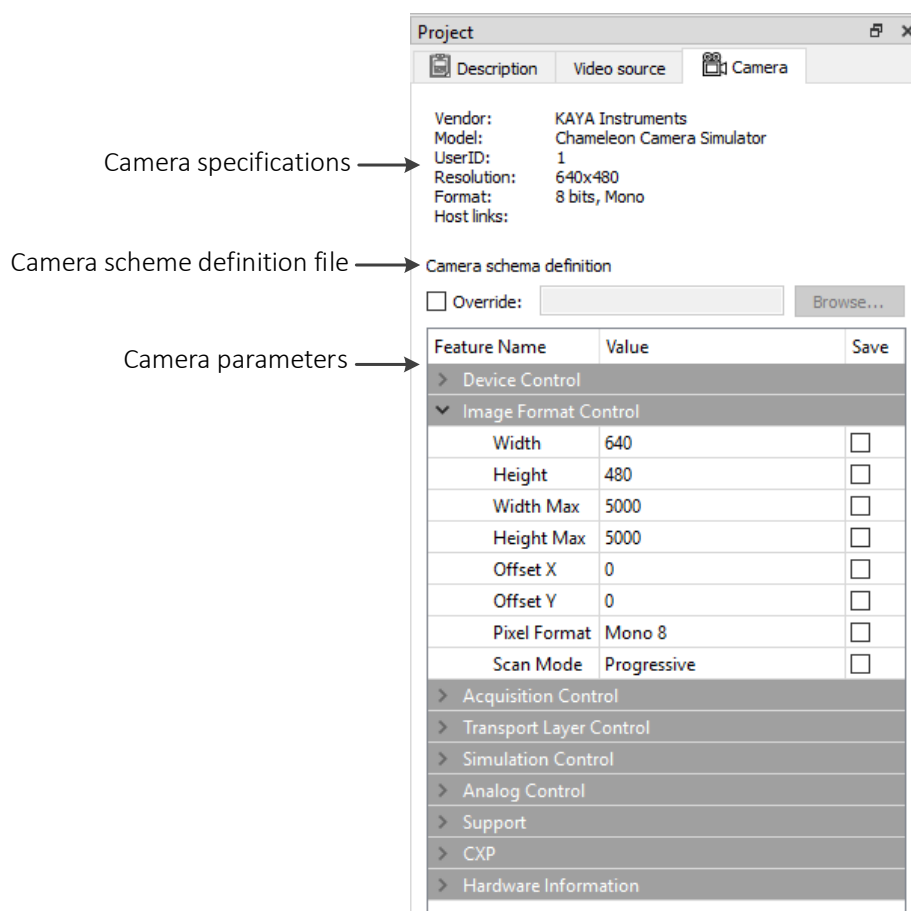 Project
Description Video source Camera
Vendor: KAYA Instruments
Model: Chameleon Camera Simulator
Camera specifications UserID: 1
Resolution: 640x480
Format: 8 bits, Mono
Host links:
Camera scheme definition file Camera schema definition
Override: Browse...
Camera parameters Feature Name Value Save
Device Control
Image Format Control
Width 640
Height 480
Width Max 5000
Height Max 5000
Offset X 0
Offset Y 0
Pixel Format Mono 8
Scan Mode Progressive
Acquisition Control
Transport Layer Control
Simulation Control
Analog Control
Support
CXP
Hardware Information